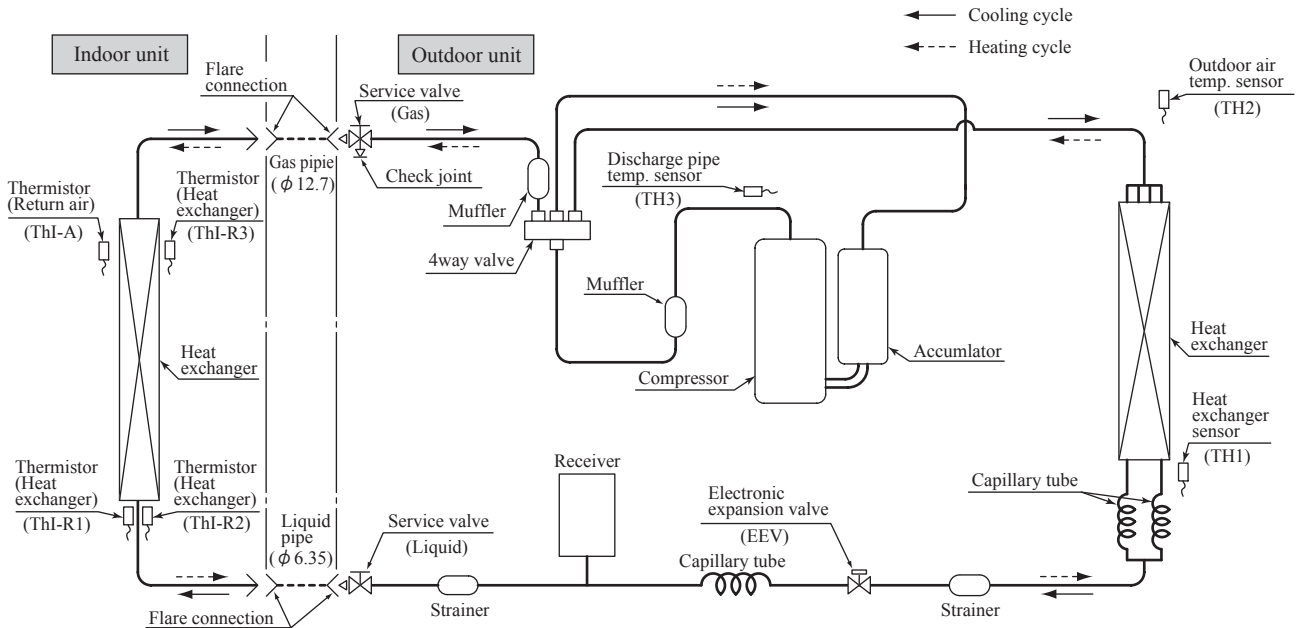 Cooling cycle
Heating cycle
Indoor unit
Outdoor unit
Flare
connection
Service valve
(Gas)
Outdoor air
temp. sensor
(TH2)
Gas pipie
(ϕ 12.7)
Check joint
Discharge pipe
temp. sensor
(TH3)
Thermistor
(Return air)
(ThI-A)
Thermistor
(Heat
exchanger)
(ThI-R3)
Muffler
4way valve
Muffler
Heat
exchanger
Compressor
Accumlator
Heat
exchanger
Heat
exchanger
sensor
(TH1)
Thermistor
(Heat
exchanger)
(ThI-R1)
Thermistor
(Heat
exchanger)
(ThI-R2)
Liquid
pipe
(ϕ 6.35)
Service valve
(Liquid)
Receiver
Electronic
expansion valve
(EEV)
Capillary tube
Capillary tube
Strainer
Strainer
Flare connection